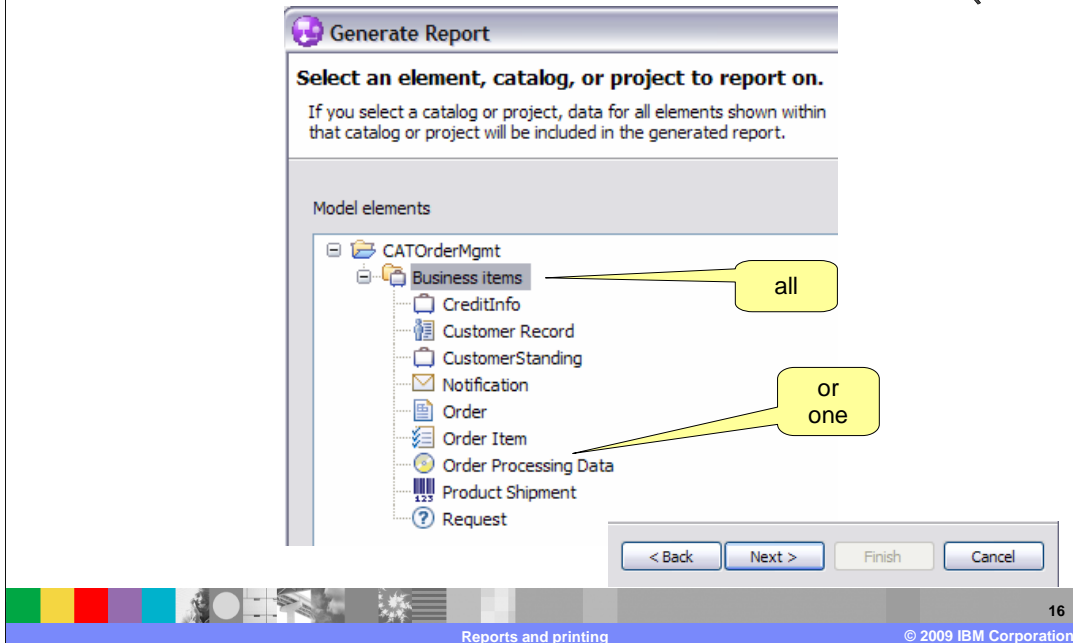 Generate Report
Select an element, catalog, or project to report on.
If you select a catalog or project, data for all elements shown within
that catalog or project will be included in the generated report.
Model elements
CATOrderMgmt
Business items
all
CreditInfo
Customer Record
CustomerStanding
Notification
or
one
Order
Order Item
Order Processing Data
123
Product Shipment
? Request
< Back
Next >
Finish
Cancel
16
Reports and printing
© 2009 IBM Corporation